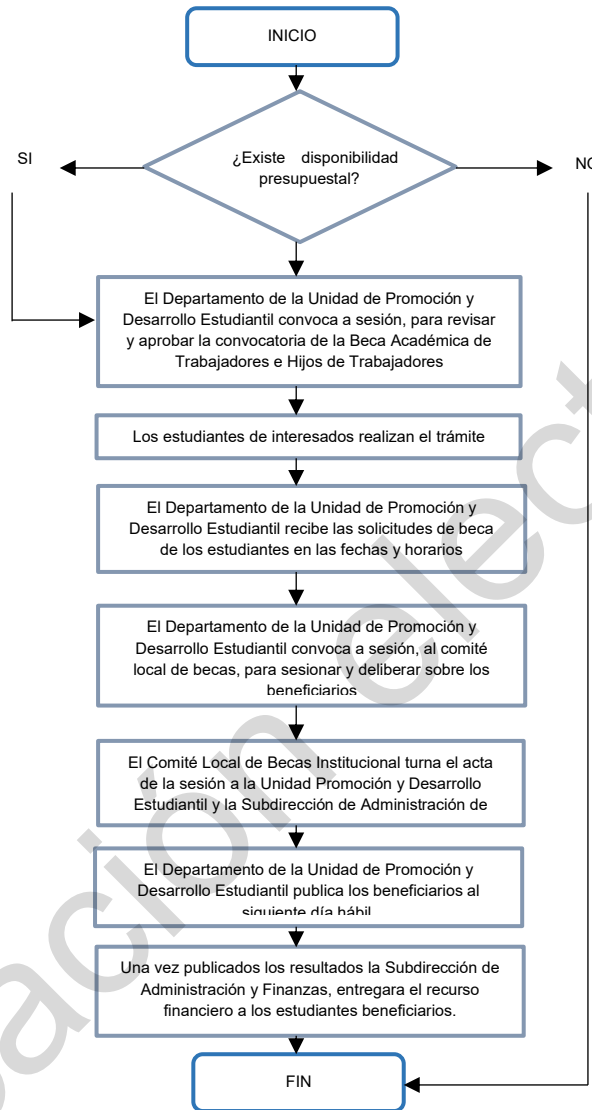 INICIO
¿Existe disponibilidad
presupuestal?
SI
NO
El Departamento de la Unidad de Promoción y
Desarrollo Estudiantil convoca a sesión, para revisar
y aprobar la convocatoria de la Beca Académica de
Trabajadores e Hijos de Trabajadores
Los estudiantes de interesados realizan el trámite
El Departamento de la Unidad de Promoción y
Desarrollo Estudiantil recibe las solicitudes de beca
de los estudiantes en las fechas y horarios
El Departamento de la Unidad de Promoción y
Desarrollo Estudiantil convoca a sesión, al comité
local de becas, para sesionar y deliberar sobre los
beneficiarios
El Comité Local de Becas Institucional turna el acta
de la sesión a la Unidad Promoción y Desarrollo
Estudiantil y la Subdirección de Administración de
El Departamento de la Unidad de Promoción y
Desarrollo Estudiantil publica los beneficiarios al
siguiente día hábil
Una vez publicados los resultados la Subdirección de
Administración y Finanzas, entregara el recurso
financiero a los estudiantes beneficiarios.
FIN